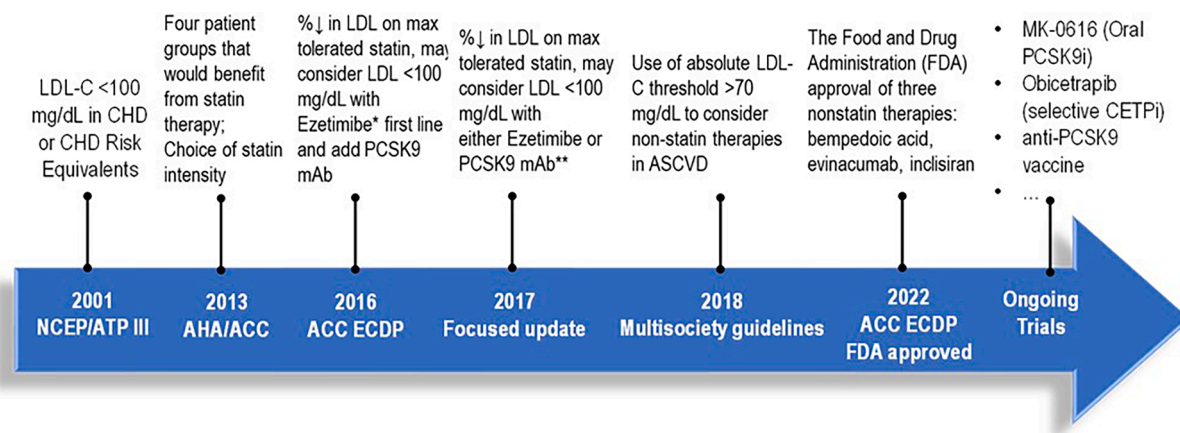 LDL-C <100
mg/dL in CHD
or CHD Risk
Equivalents
Four patient
groups that
would benefit
from statin
therapy;
Choice of statin
intensity
%↓ in LDL on max
tolerated statin, may
consider LDL <100
mg/dL with
Ezetimibe* first line
and add PCSK9
mAb
%↓ in LDL on max
tolerated statin, may
consider LDL <100
mg/dL with
either Ezetimibe or
PCSK9 mAb**
Use of absolute LDL-
C threshold >70
mg/dL to consider
non-statin therapies
in ASCVD
The Food and Drug
Administration (FDA)
approval of three
nonstatin therapies:
bempedoic acid,
evinacumab, inclisiran
• MK-0616 (Oral
PCSK9i)
• Obicetrapib
(selective CETPi)
• anti-PCSK9
vaccine
• ...
2001
NCEP/ATP III
2013
AHA/ACC
2016
ACC ECDP
2017
Focused update
2018
Multisociety guidelines
2022
ACC ECDP
FDA approved
Ongoing
Trials